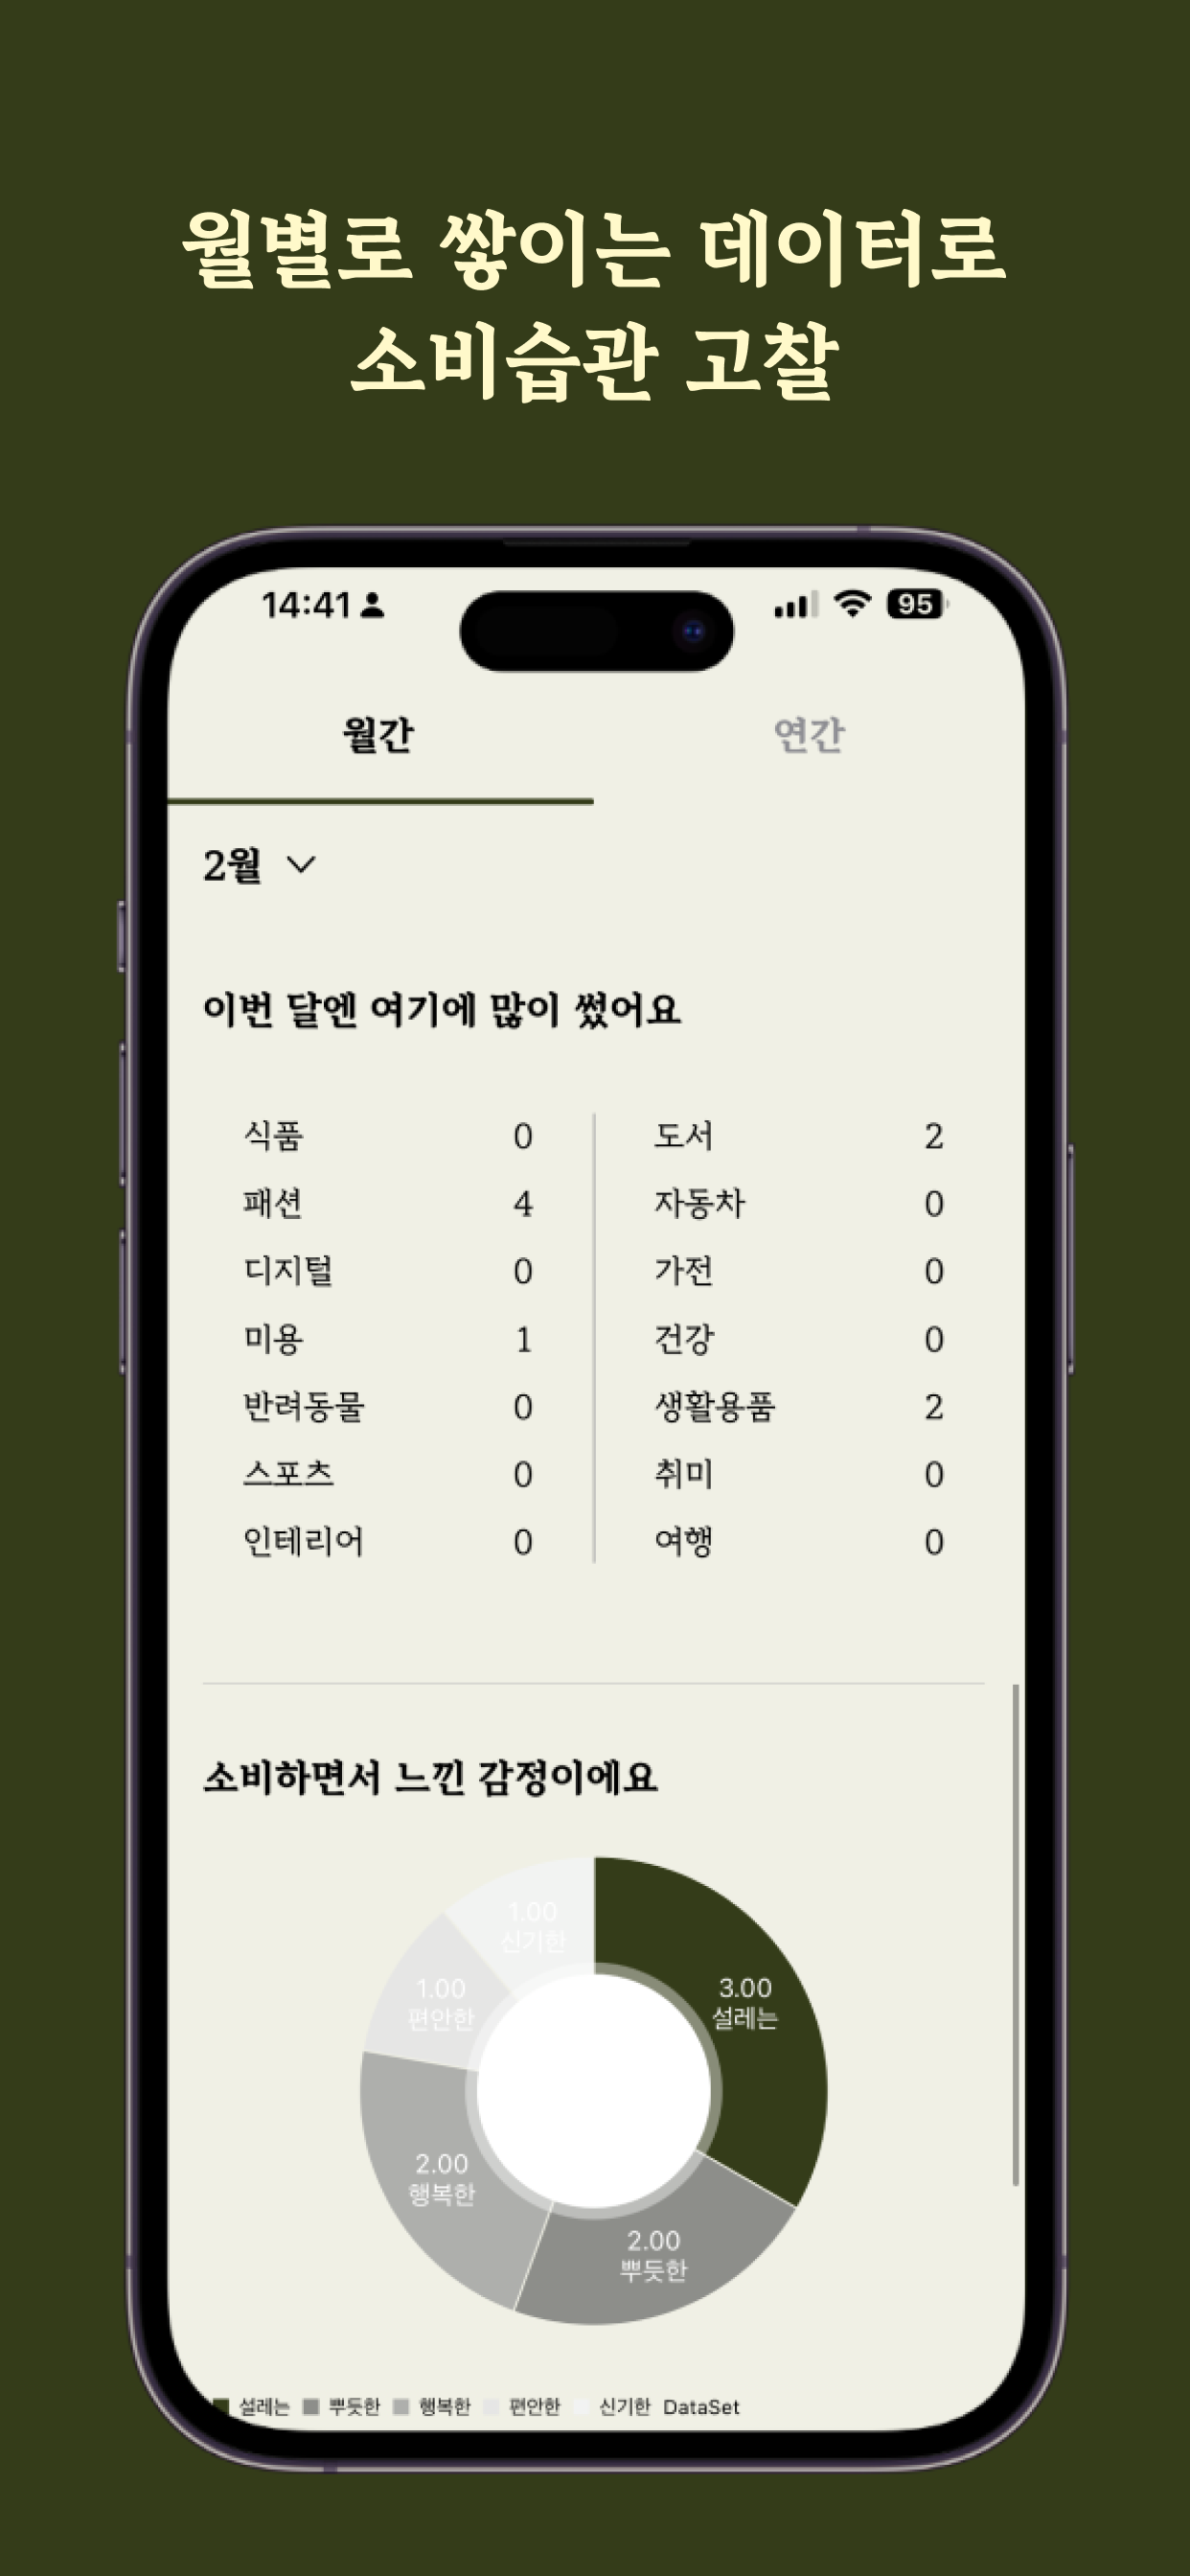 월별로 쌓이는 데이터로
소비습관 고찰
14:41
95
월간 연간
2월
이번 달엔 여기에 많이 썼어요
식품 0 도서 2
패션 4 자동차 0
디지털 0 가전 0
미용 1 건강 0
반려동물 0 생활용품 2
스포츠 0 취미 0
인테리어 0 여행 0
소비하면서 느낀 감정이에요
1.00
신기한
1.00
편안한
3.00
설레는
2.00
행복한
2.00
뿌듯한
설레는 뿌듯한 행복한 편안한 신기한 DataSet